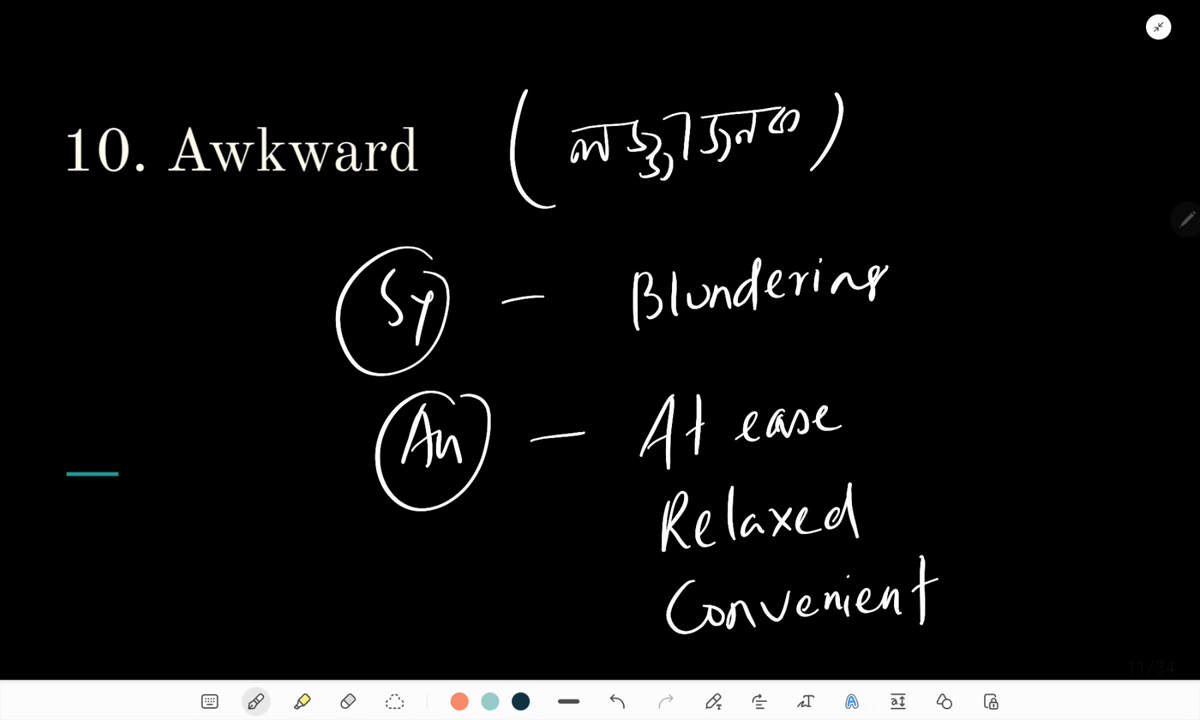 10. Awkward (লজ্জাজনক)
Sy — Blundering
An — At ease
Relaxed
Convenient
11/34